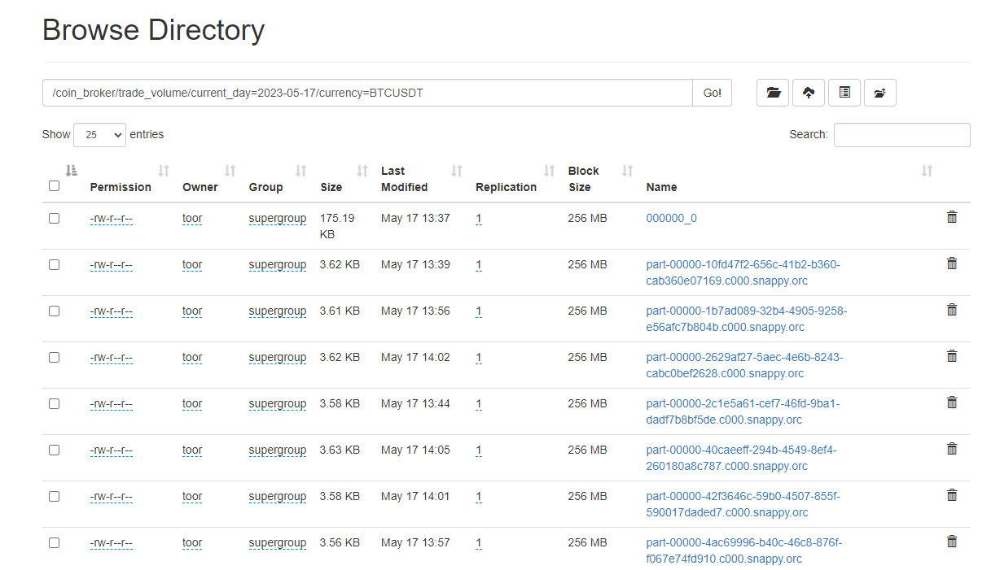 Browse Directory
/coin_broker/trade_volume/current_day=2023-05-17/currency=BTCUSDT Go!
Show 25 entries Search:
Permission Owner Group Size Last Modified Replication Block Size Name
-rw-r--r-- toor supergroup 175.19 KB May 17 13:37 1 256 MB 000000_0
-rw-r--r-- toor supergroup 3.62 KB May 17 13:39 1 256 MB part-00000-10fd47f2-656c-41b2-b360-
cab360e07169.c000.snappy.orc
-rw-r--r-- toor supergroup 3.61 KB May 17 13:56 1 256 MB part-00000-1b7ad089-32b4-4905-9258-
e56afc7b804b.c000.snappy.orc
-rw-r--r-- toor supergroup 3.62 KB May 17 14:02 1 256 MB part-00000-2629af27-5aec-4e6b-8243-
cabc0bef2628.c000.snappy.orc
-rw-r--r-- toor supergroup 3.58 KB May 17 13:44 1 256 MB part-00000-2c1e5a61-cef7-46fd-9ba1-
dadf7b8bf5de.c000.snappy.orc
-rw-r--r-- toor supergroup 3.63 KB May 17 14:05 1 256 MB part-00000-40caeeff-294b-4549-8ef4-
260180a8c787.c000.snappy.orc
-rw-r--r-- toor supergroup 3.58 KB May 17 14:01 1 256 MB part-00000-42f3646c-59b0-4507-855f-
590017daded7.c000.snappy.orc
-rw-r--r-- toor supergroup 3.56 KB May 17 13:57 1 256 MB part-00000-4ac69996-b40c-46c8-876f-
f067e74fd910.c000.snappy.orc